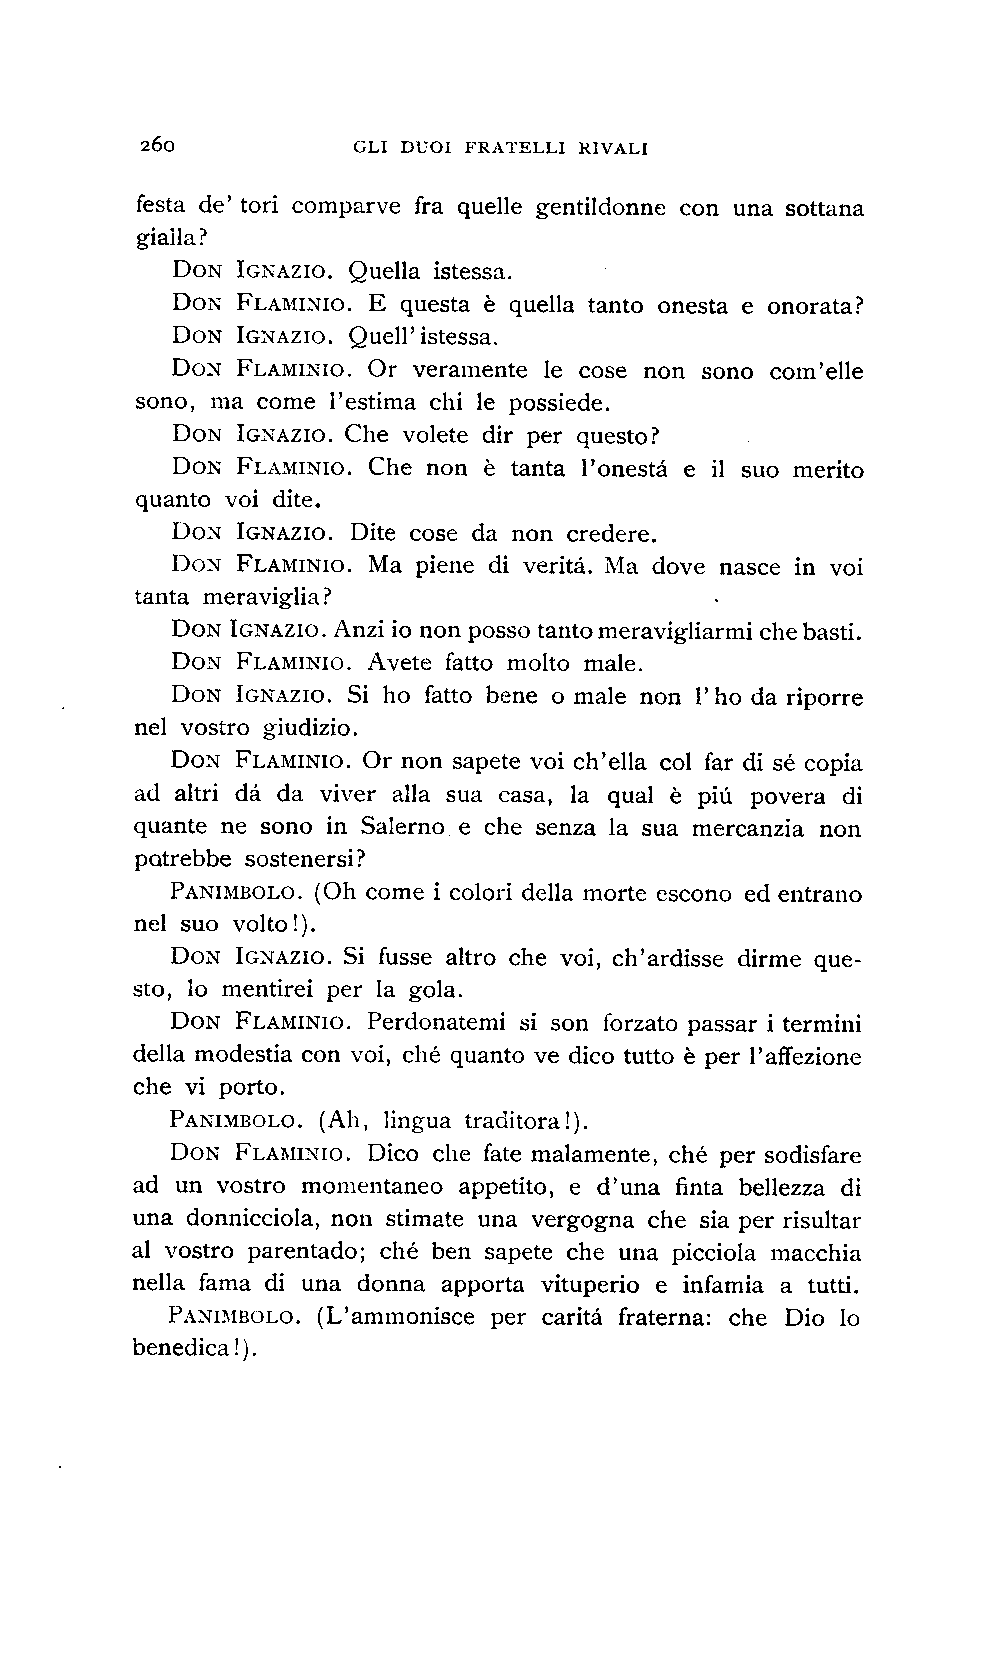 260 GLI DUOI FRATELLI RIVALI
festa de' tori comparve fra quelle gentildonne con una sottana
gialla?
DON IGNAZIO. Quella istessa.
DON FLAMINIO. E questa è quella tanto onesta e onorata?
DON IGNAZIO. Quell' istessa.
DON FLAMINIO. Or veramente le cose non sono com'elle
sono, ma come l'estima chi le possiede.
DON IGNAZIO. Che volete dir per questo?
DON FLAMINIO. Che non è tanta l'onestá e il suo merito
quanto voi dite.
DON IGNAZIO. Dite cose da non credere.
DON FLAMINIO. Ma piene di veritá. Ma dove nasce in voi
tanta meraviglia?
DON IGNAZIO. Anzi io non posso tanto meravigliarmi che basti.
DON FLAMINIO. Avete fatto molto male.
DON IGNAZIO. Si ho fatto bene o male non l' ho da riporre
nel vostro giudizio.
DON FLAMINIO. Or non sapete voi ch'ella col far di sé copia
ad altri dá da viver alla sua casa, la qual è piú povera di
quante ne sono in Salerno e che senza la sua mercanzia non
potrebbe sostenersi?
PANIMBOLO. (Oh come i colori della morte escono ed entrano
nel suo volto!).
DON IGNAZIO. Si fusse altro che voi, ch'ardisse dirme que-
sto, lo mentirei per la gola.
DON FLAMINIO. Perdonatemi si son forzato passar i termini
della modestia con voi, ché quanto ve dico tutto è per l'affezione
che vi porto.
PANIMBOLO. (Ah, lingua traditora!).
DON FLAMINIO. Dico che fate malamente, ché per sodisfare
ad un vostro momentaneo appetito, e d'una finta bellezza di
una donnicciola, non stimate una vergogna che sia per risultar
al vostro parentado; ché ben sapete che una picciola macchia
nella fama di una donna apporta vituperio e infamia a tutti.
PANIMBOLO. (L'ammonisce per caritá fraterna: che Dio lo
benedica!).